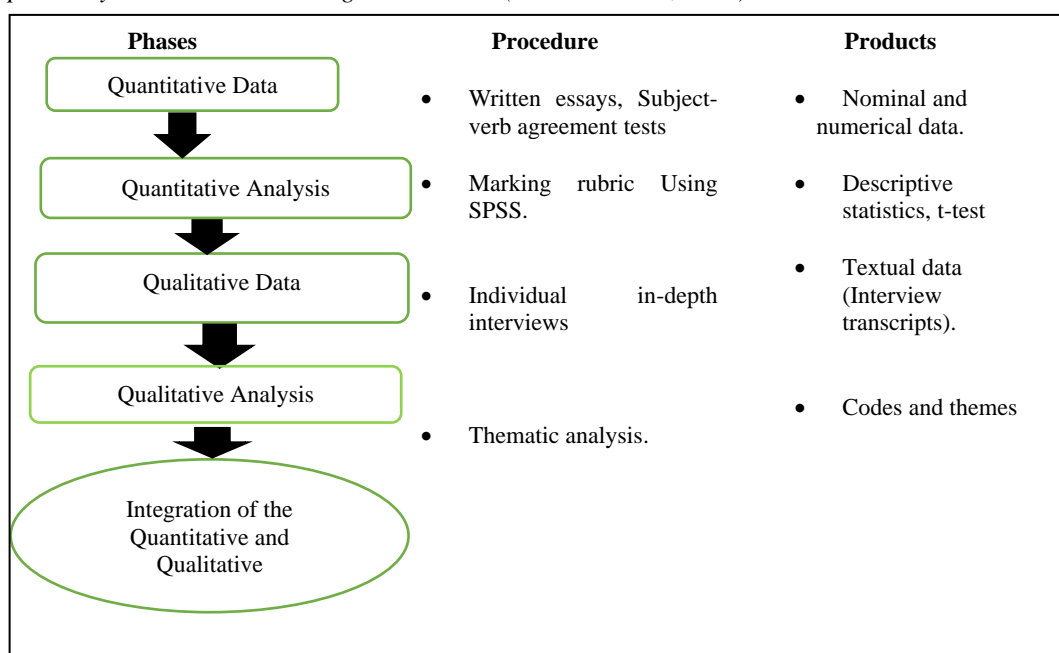 Phases Procedure Products
Quantitative Data
• Written essays, Subject-
verb agreement tests
• Nominal and
numerical data.
Quantitative Analysis
• Marking rubric Using
SPSS.
• Descriptive
statistics, t-test
Qualitative Data
• Individual in-depth
interviews
• Textual data
(Interview
transcripts).
Qualitative Analysis
• Thematic analysis.
• Codes and themes
Integration of the
Quantitative and
Qualitative